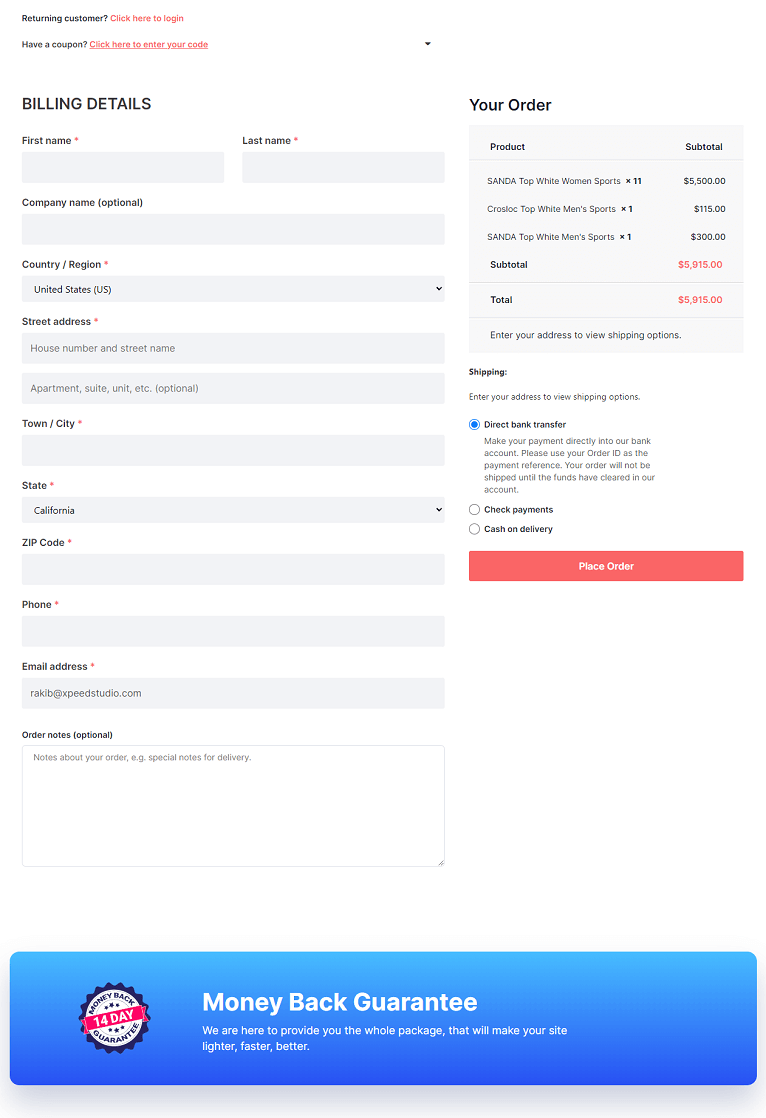 Returning customer? Click here to login
Have a coupon? Click here to enter your code
BILLING DETAILS
First name *
Last name *
Company name (optional)
Country / Region *
United States (US)
Street address *
House number and street name
Apartment, suite, unit, etc. (optional)
Town / City *
State *
California
ZIP Code *
Phone *
Email address *
rakib@xpeedstudio.com
Order notes (optional)
Notes about your order, e.g. special notes for delivery.
Your Order
Product Subtotal
SANDA Top White Women Sports × 11 $5,500.00
Crosloc Top White Men's Sports × 1 $115.00
SANDA Top White Men's Sports × 1 $300.00
Subtotal $5,915.00
Total $5,915.00
Enter your address to view shipping options.
Shipping:
Enter your address to view shipping options.
Direct bank transfer
Make your payment directly into our bank
account. Please use your Order ID as the
payment reference. Your order will not be
shipped until the funds have cleared in our
account.
Check payments
Cash on delivery
Place Order
MONEY BACK
14 DAY
GUARANTEE
Money Back Guarantee
We are here to provide you the whole package, that will make your site
lighter, faster, better.